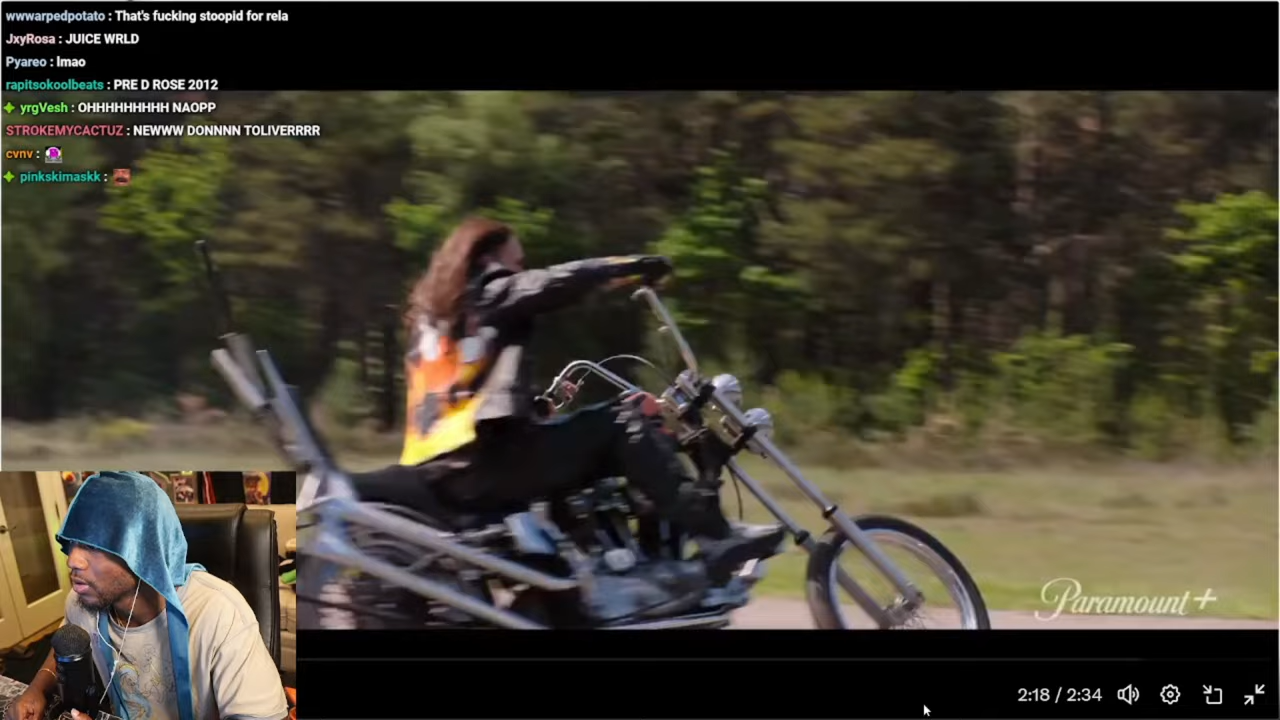 wwwarpedpotato : That's fucking stoopid for rela
JxyRosa : JUICE WRLD
Pyareo : lmao
rapitsokoolbeats : PRE D ROSE 2012
yrgVesh : OHHHHHHHHH NAOPP
STROKEMYCACTUZ : NEWWW DONNNN TOLIVERRRR
cvnv :
pinkskimaskk :
Paramount+
2:18 / 2:34